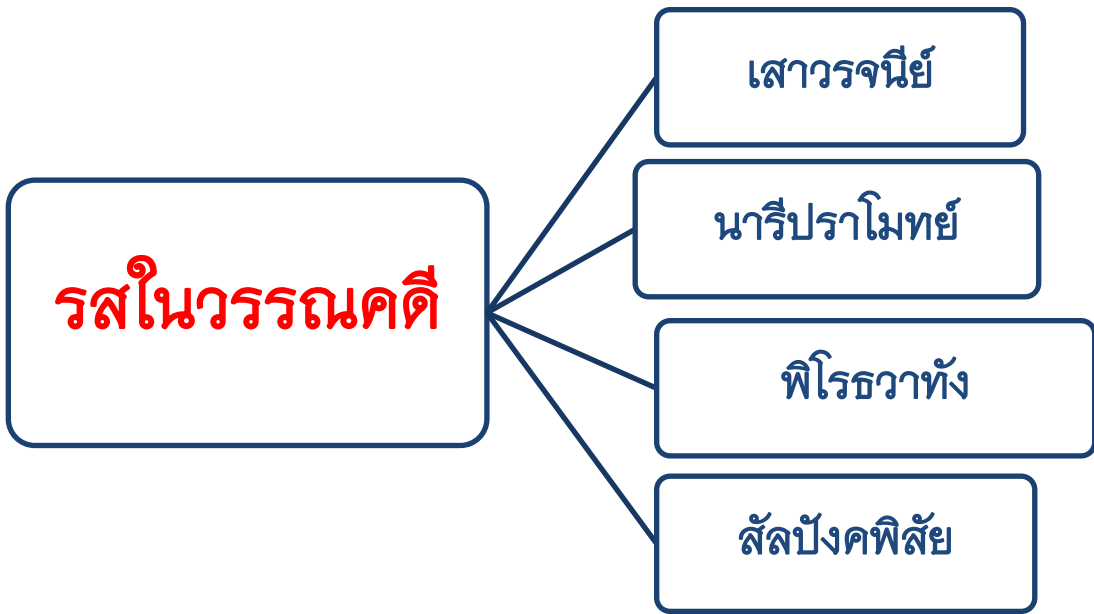 รสในวรรณคดี
เสาวรจนีย์
นารีปราโมทย์
พิโรธวาทัง
สัลปังคพิสัย